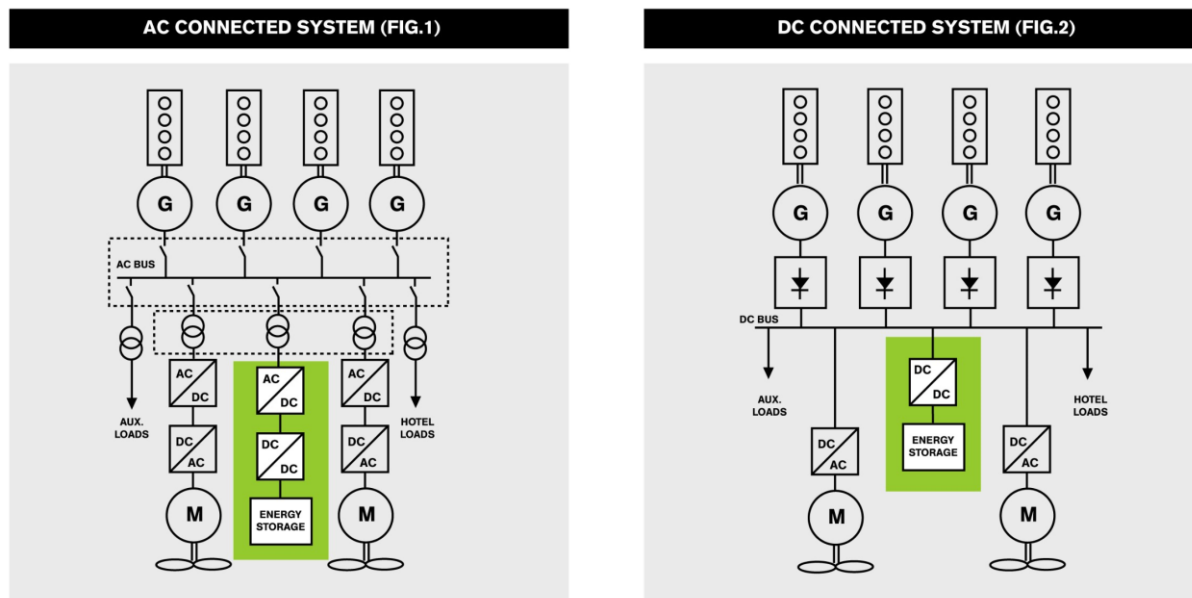 AC CONNECTED SYSTEM (FIG.1)
G G G G
AC BUS
AC
DC
AC
DC
AC
DC
AUX.
LOADS
HOTEL
LOADS
DC
AC
DC
DC
DC
AC
M
ENERGY
STORAGE
M
DC CONNECTED SYSTEM (FIG.2)
G G G G
DC BUS
DC
DC
AUX.
LOADS
HOTEL
LOADS
ENERGY
STORAGE
DC
AC
DC
AC
M
M